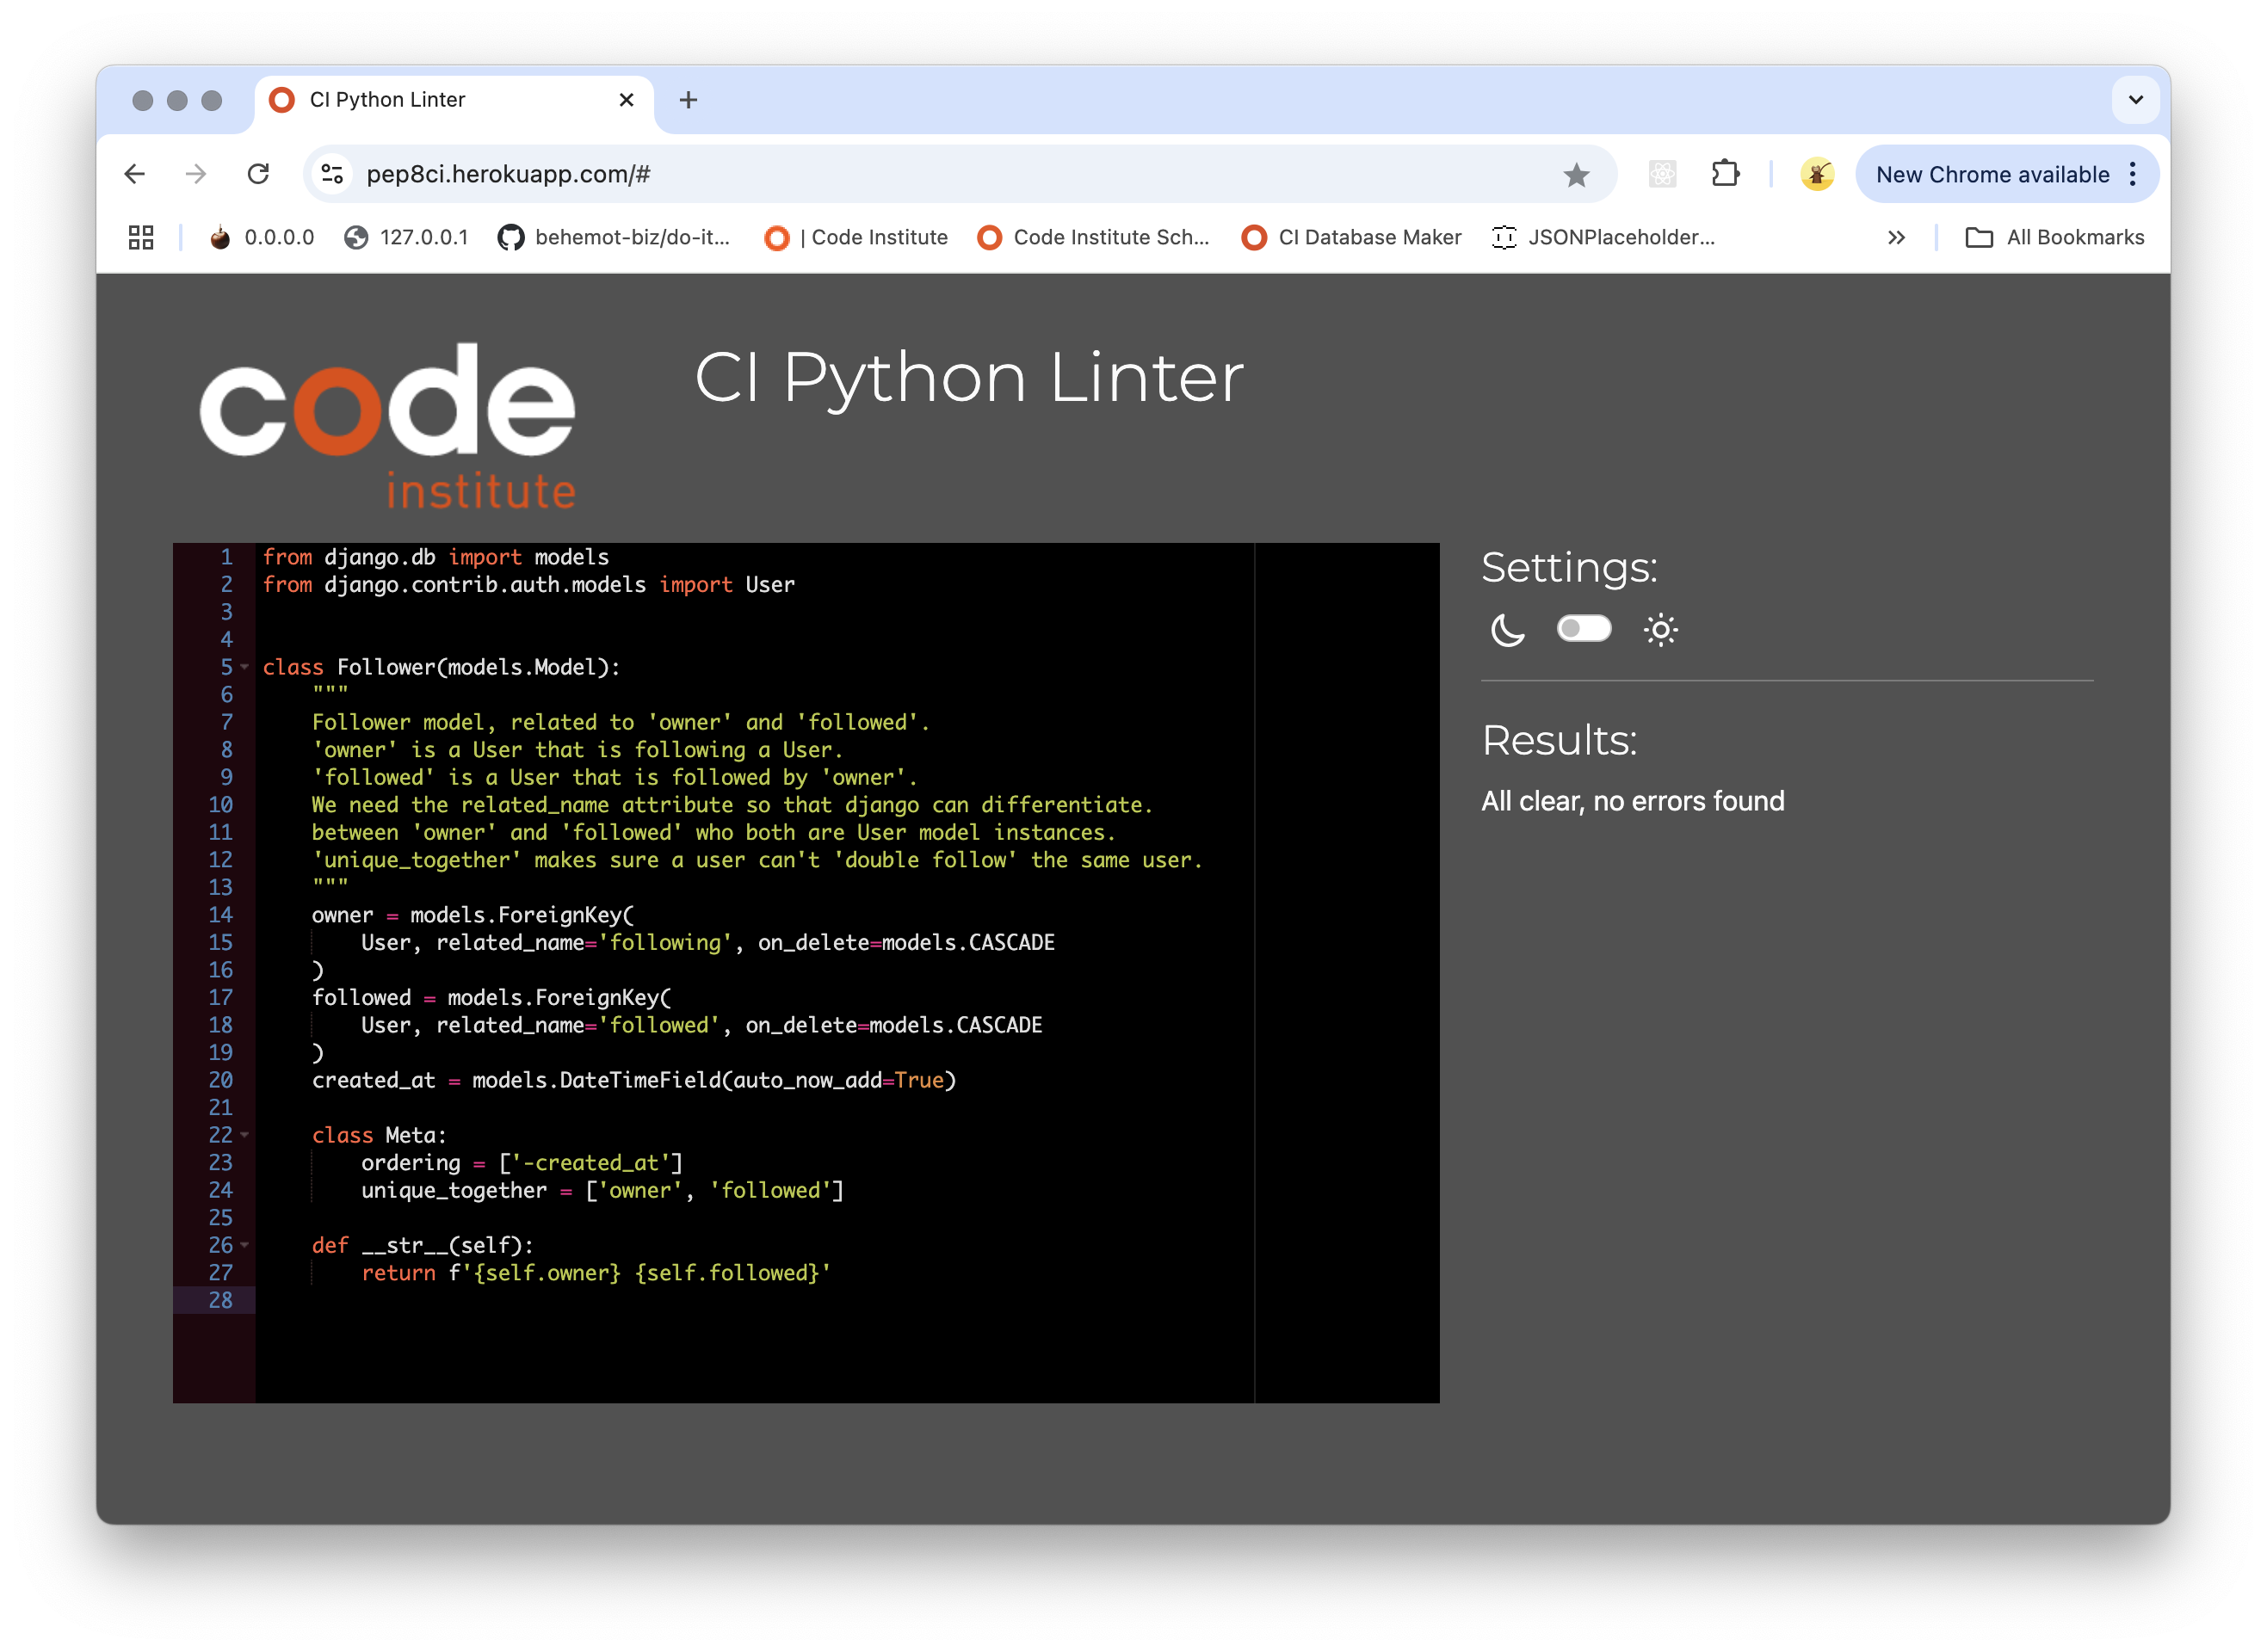 CI Python Linter
pep8ci.herokuapp.com/#
New Chrome available
0.0.0.0
127.0.0.1
behemot-biz/do-it...
| Code Institute
Code Institute Sch...
CI Database Maker
JSONPlaceholder...
All Bookmarks
code
institute
CI Python Linter
1 from django.db import models
2 from django.contrib.auth.models import User
3
4
5 class Follower(models.Model):
6     """
7     Follower model, related to 'owner' and 'followed'.
8     'owner' is a User that is following a User.
9     'followed' is a User that is followed by 'owner'.
10     We need the related_name attribute so that django can differentiate.
11     between 'owner' and 'followed' who both are User model instances.
12     'unique_together' makes sure a user can't 'double follow' the same user.
13     """
14     owner = models.ForeignKey(
15         User, related_name='following', on_delete=models.CASCADE
16     )
17     followed = models.ForeignKey(
18         User, related_name='followed', on_delete=models.CASCADE
19     )
20     created_at = models.DateTimeField(auto_now_add=True)
21
22     class Meta:
23         ordering = ['-created_at']
24         unique_together = ['owner', 'followed']
25
26     def __str__(self):
27         return f'{self.owner} {self.followed}'
28
Settings:
Results:
All clear, no errors found